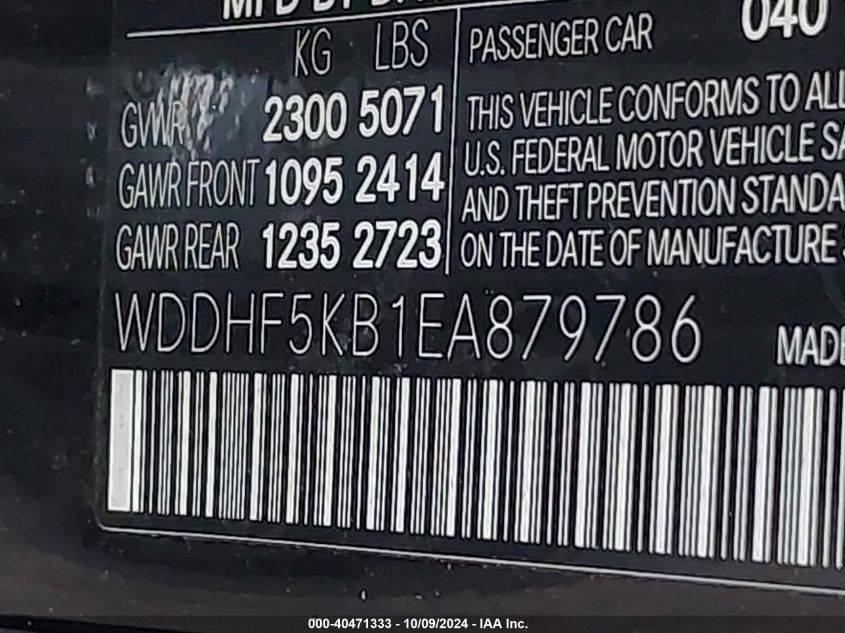 MFD BY
040
KG LBS PASSENGER CAR
GVWR 2300 5071 THIS VEHICLE CONFORMS TO ALL
GAWR FRONT 1095 2414 U.S. FEDERAL MOTOR VEHICLE
GAWR REAR 1235 2723 AND THEFT PREVENTION
ON THE DATE OF MANUFACTURE
WDDHF5KB1EA879786
MADE
000-40471333 - 10/09/2024 - IAA Inc.